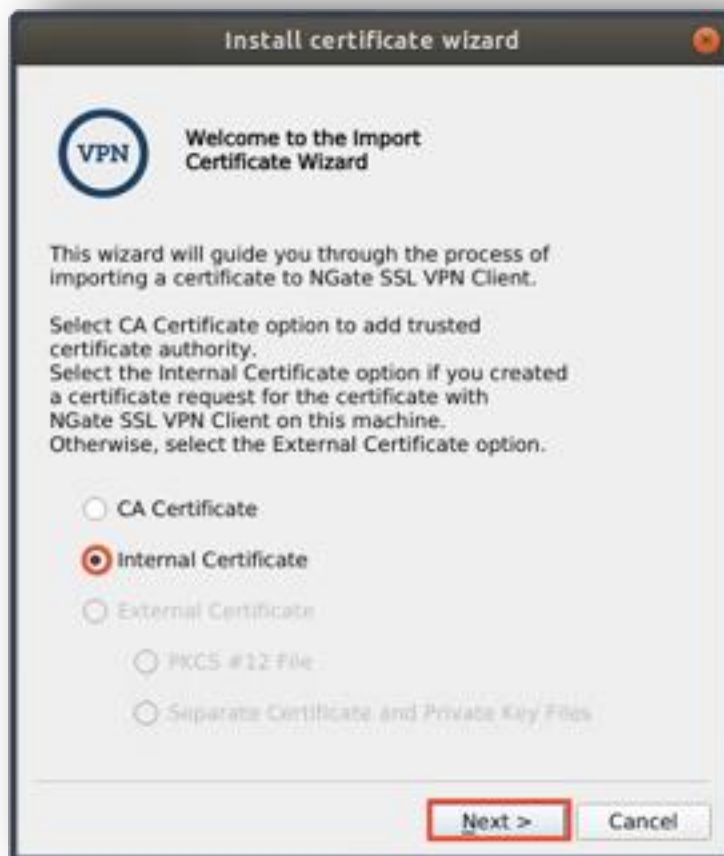 Install certificate wizard
VPN
Welcome to the Import
Certificate Wizard
This wizard will guide you through the process of
importing a certificate to NGate SSL VPN Client.
Select CA Certificate option to add trusted
certificate authority.
Select the Internal Certificate option if you created
a certificate request for the certificate with
NGate SSL VPN Client on this machine.
Otherwise, select the External Certificate option.
CA Certificate
Internal Certificate
External Certificate
PKCS #12 File
Separate Certificate and Private Key Files
Next >
Cancel